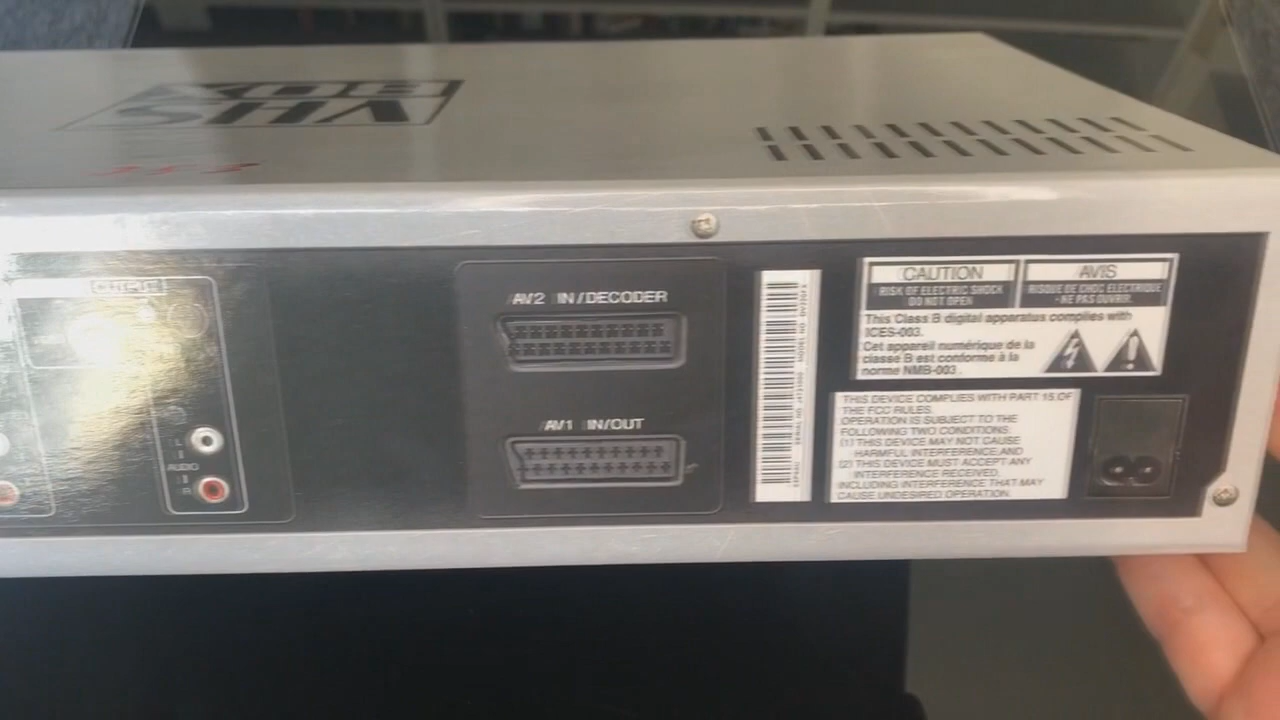 VHS
BOX
OUTPUT
L
AUDIO
R
AV2 IN/DECODER
AV1 IN/OUT
CAUTION
RISK OF ELECTRIC SHOCK
DO NOT OPEN
AVIS
RISQUE DE CHOC ELECTRIQUE
- NE PAS OUVRIR.
This Class B digital apparatus complies with
ICES-003.
Cet appareil numérique de la
classe B est conforme à la
norme NMB-003.
THIS DEVICE COMPLIES WITH PART 15 OF
THE FCC RULES.
OPERATION IS SUBJECT TO THE
FOLLOWING TWO CONDITIONS:
(1) THIS DEVICE MAY NOT CAUSE
HARMFUL INTERFERENCE, AND
(2) THIS DEVICE MUST ACCEPT ANY
INTERFERENCE RECEIVED,
INCLUDING INTERFERENCE THAT MAY
CAUSE UNDESIRED OPERATION.